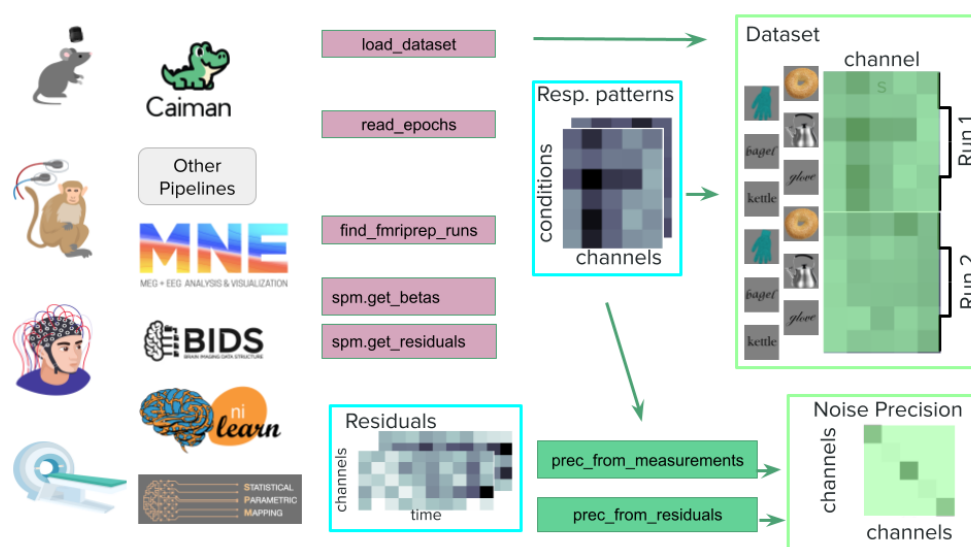 Caiman
Other
Pipelines
MNE
MEG + EEG ANALYSIS & VISUALIZATION
BIDS
BRAIN IMAGING DATA STRUCTURE
ni
learn
STATISTICAL
PARAMETRIC
MAPPING
load_dataset
read_epochs
find_fmriprep_runs
spm.get_betas
spm.get_residuals
Resp. patterns
conditions
channels
Residuals
channels
time
prec_from_measurements
prec_from_residuals
Dataset
channel
s
bagel
glove
kettle
Run 1
bagel
glove
kettle
Run 2
Noise Precision
channels
channels